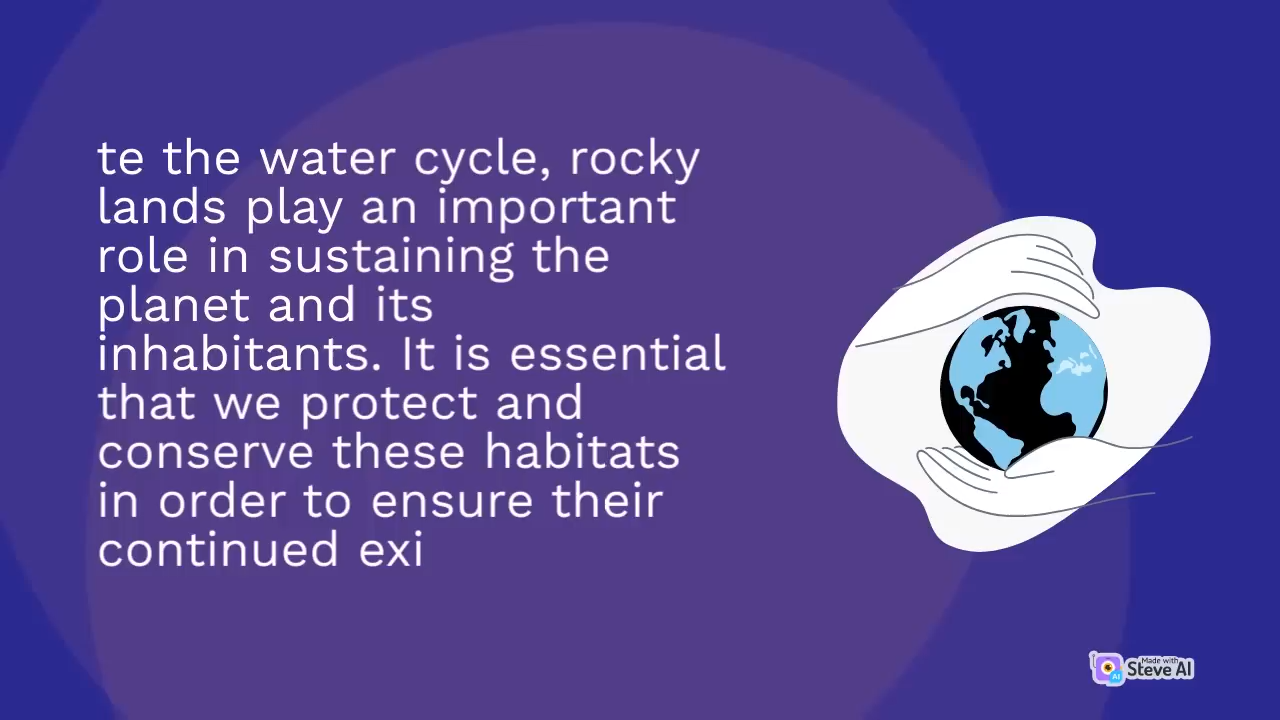 te the water cycle, rocky
lands play an important
role in sustaining the
planet and its
inhabitants. It is essential
that we protect and
conserve these habitats
in order to ensure their
continued exi
Made with
Steve AI
AI